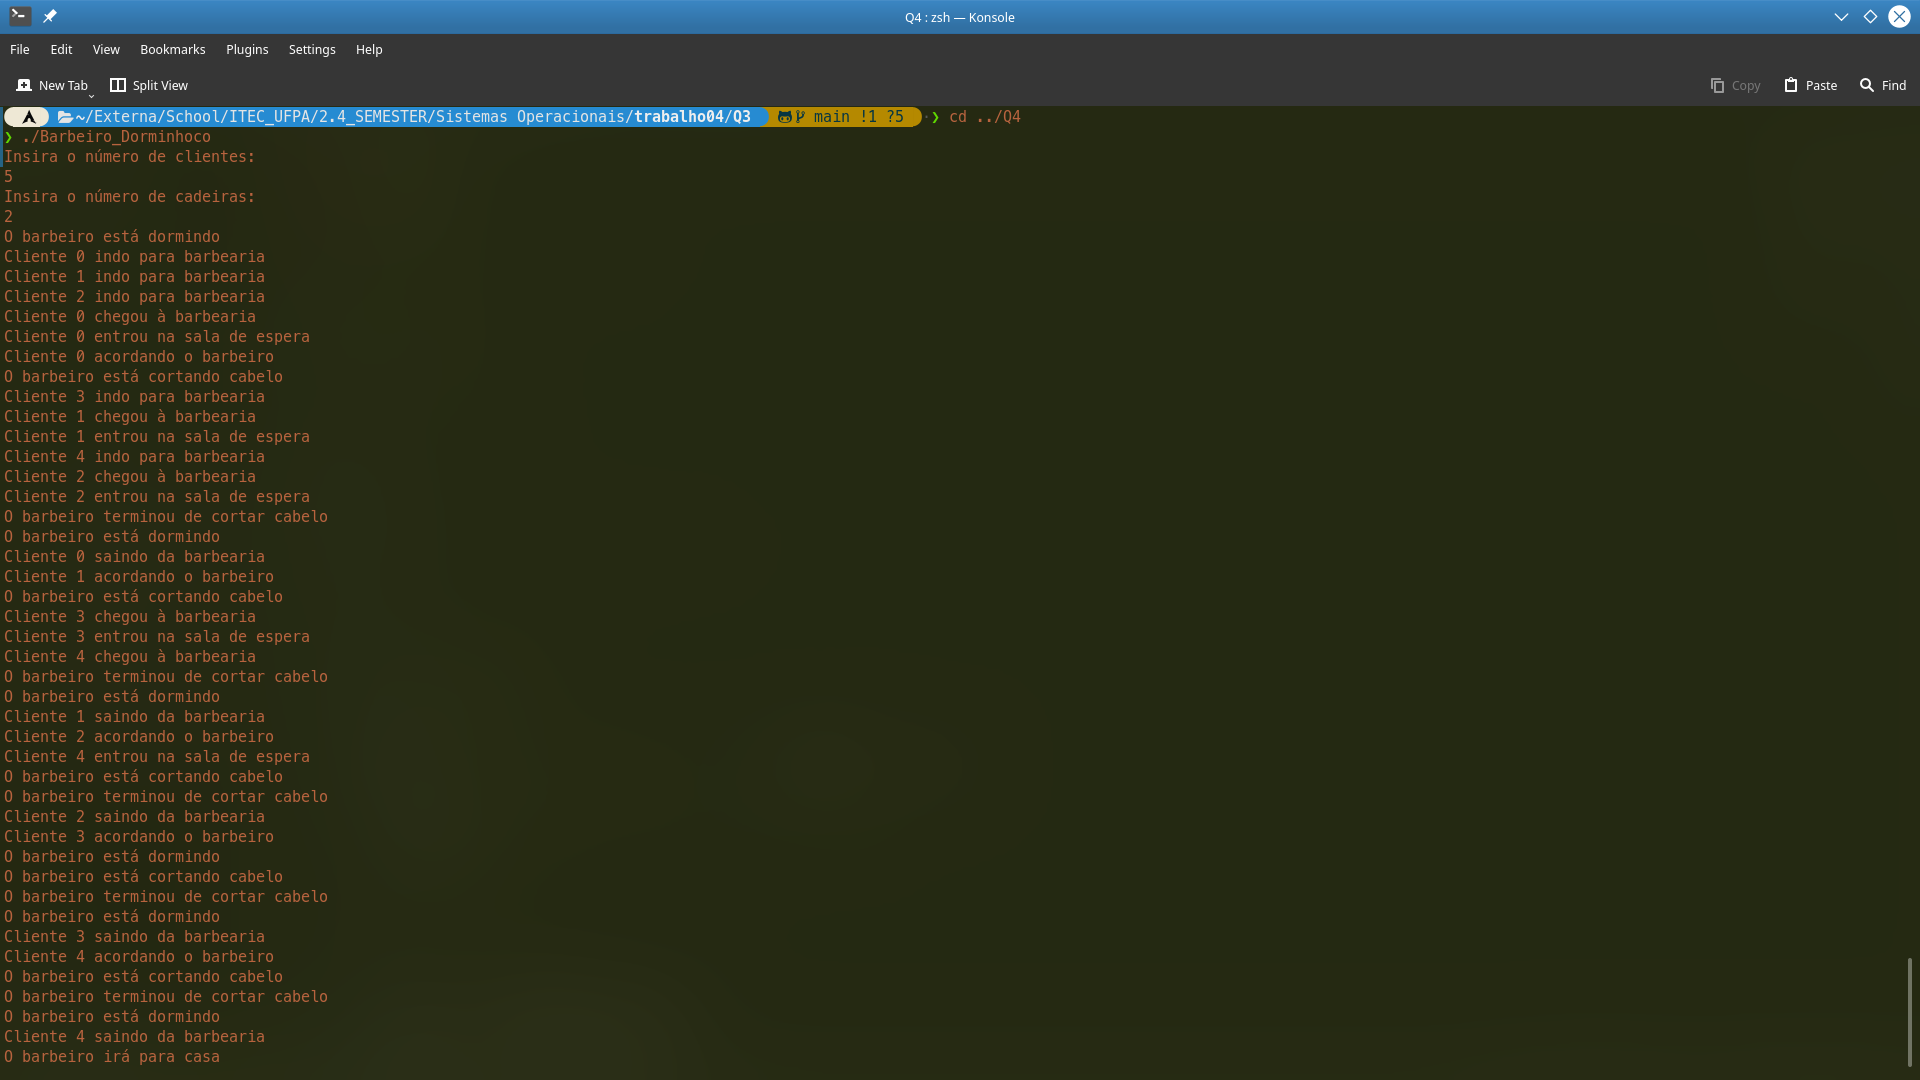 Q4 : zsh — Konsole
File Edit View Bookmarks Plugins Settings Help
New Tab Split View Copy Paste Find
~/Externa/School/ITEC_UFPA/2.4_SEMESTER/Sistemas Operacionais/trabalho04/Q3 main !1 ?5 ❯ cd ../Q4
❯ ./Barbeiro_Dorminhoco
Insira o número de clientes:
5
Insira o número de cadeiras:
2
O barbeiro está dormindo
Cliente 0 indo para barbearia
Cliente 1 indo para barbearia
Cliente 2 indo para barbearia
Cliente 0 chegou à barbearia
Cliente 0 entrou na sala de espera
Cliente 0 acordando o barbeiro
O barbeiro está cortando cabelo
Cliente 3 indo para barbearia
Cliente 1 chegou à barbearia
Cliente 1 entrou na sala de espera
Cliente 4 indo para barbearia
Cliente 2 chegou à barbearia
Cliente 2 entrou na sala de espera
O barbeiro terminou de cortar cabelo
O barbeiro está dormindo
Cliente 0 saindo da barbearia
Cliente 1 acordando o barbeiro
O barbeiro está cortando cabelo
Cliente 3 chegou à barbearia
Cliente 3 entrou na sala de espera
Cliente 4 chegou à barbearia
O barbeiro terminou de cortar cabelo
O barbeiro está dormindo
Cliente 1 saindo da barbearia
Cliente 2 acordando o barbeiro
Cliente 4 entrou na sala de espera
O barbeiro está cortando cabelo
O barbeiro terminou de cortar cabelo
Cliente 2 saindo da barbearia
Cliente 3 acordando o barbeiro
O barbeiro está dormindo
O barbeiro está cortando cabelo
O barbeiro terminou de cortar cabelo
O barbeiro está dormindo
Cliente 3 saindo da barbearia
Cliente 4 acordando o barbeiro
O barbeiro está cortando cabelo
O barbeiro terminou de cortar cabelo
O barbeiro está dormindo
Cliente 4 saindo da barbearia
O barbeiro irá para casa